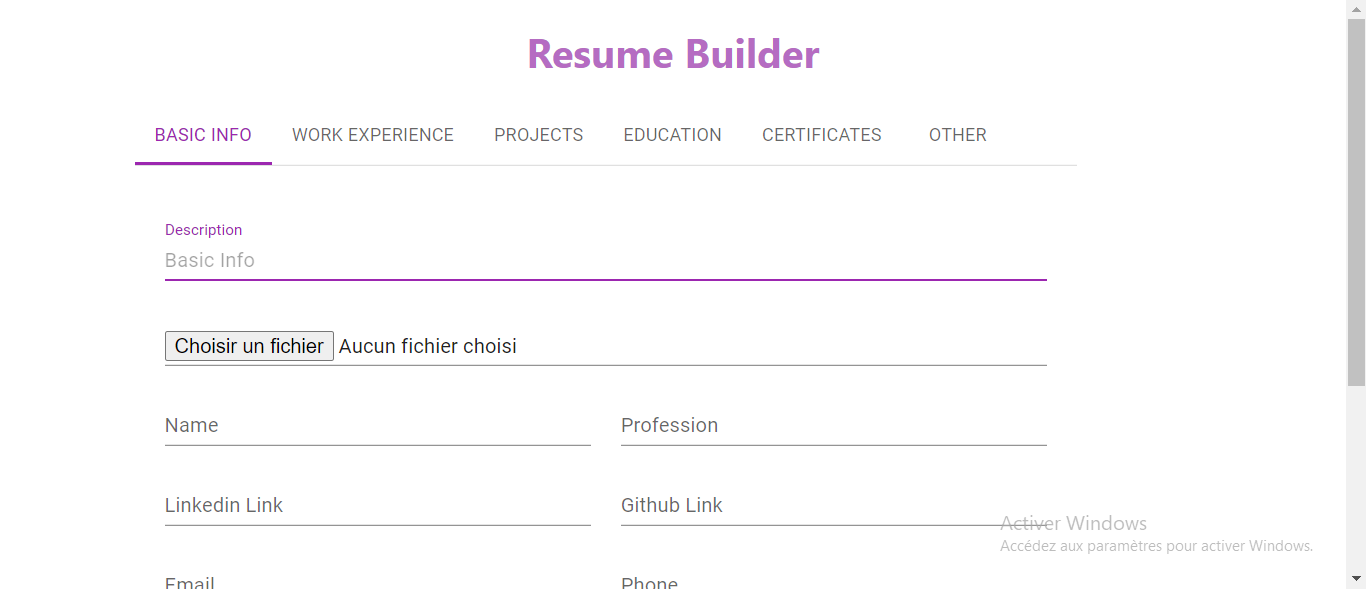 Resume Builder
BASIC INFO WORK EXPERIENCE PROJECTS EDUCATION CERTIFICATES OTHER
Description
Basic Info
Choisir un fichier Aucun fichier choisi
Name Profession
Linkedin Link Github Link
Activer Windows
Accédez aux paramètres pour activer Windows.
Email Phone